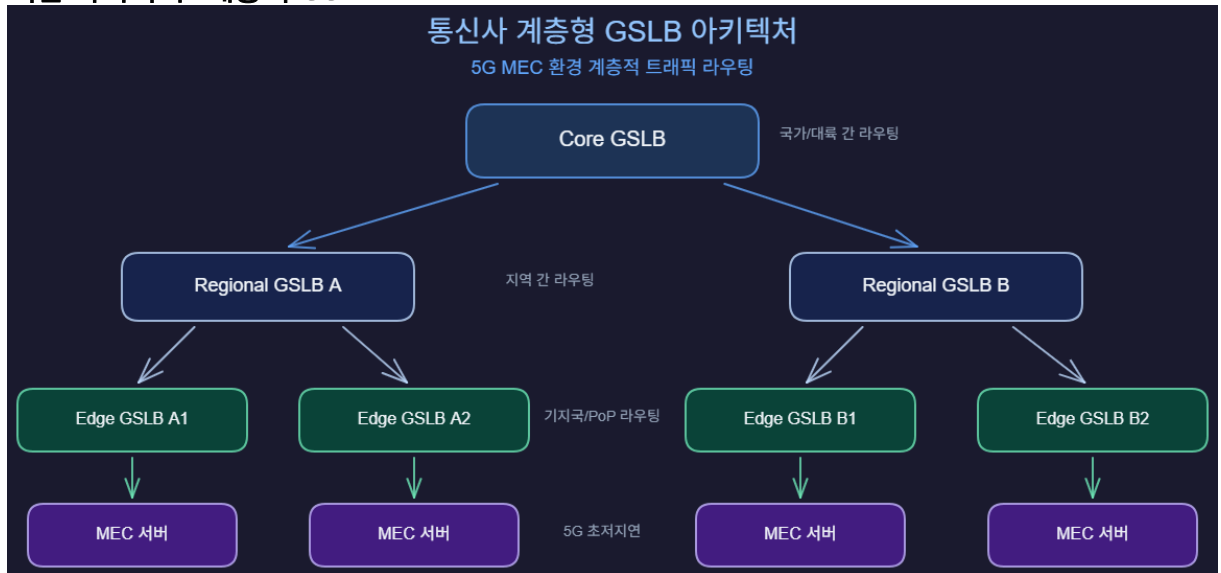 통신사 계층형 GSLB 아키텍처
5G MEC 환경 계층적 트래픽 라우팅
Core GSLB
국가/대륙 간 라우팅
Regional GSLB A
지역 간 라우팅
Regional GSLB B
Edge GSLB A1
Edge GSLB A2
기지국/PoP 라우팅
Edge GSLB B1
Edge GSLB B2
MEC 서버
MEC 서버
5G 초저지연
MEC 서버
MEC 서버